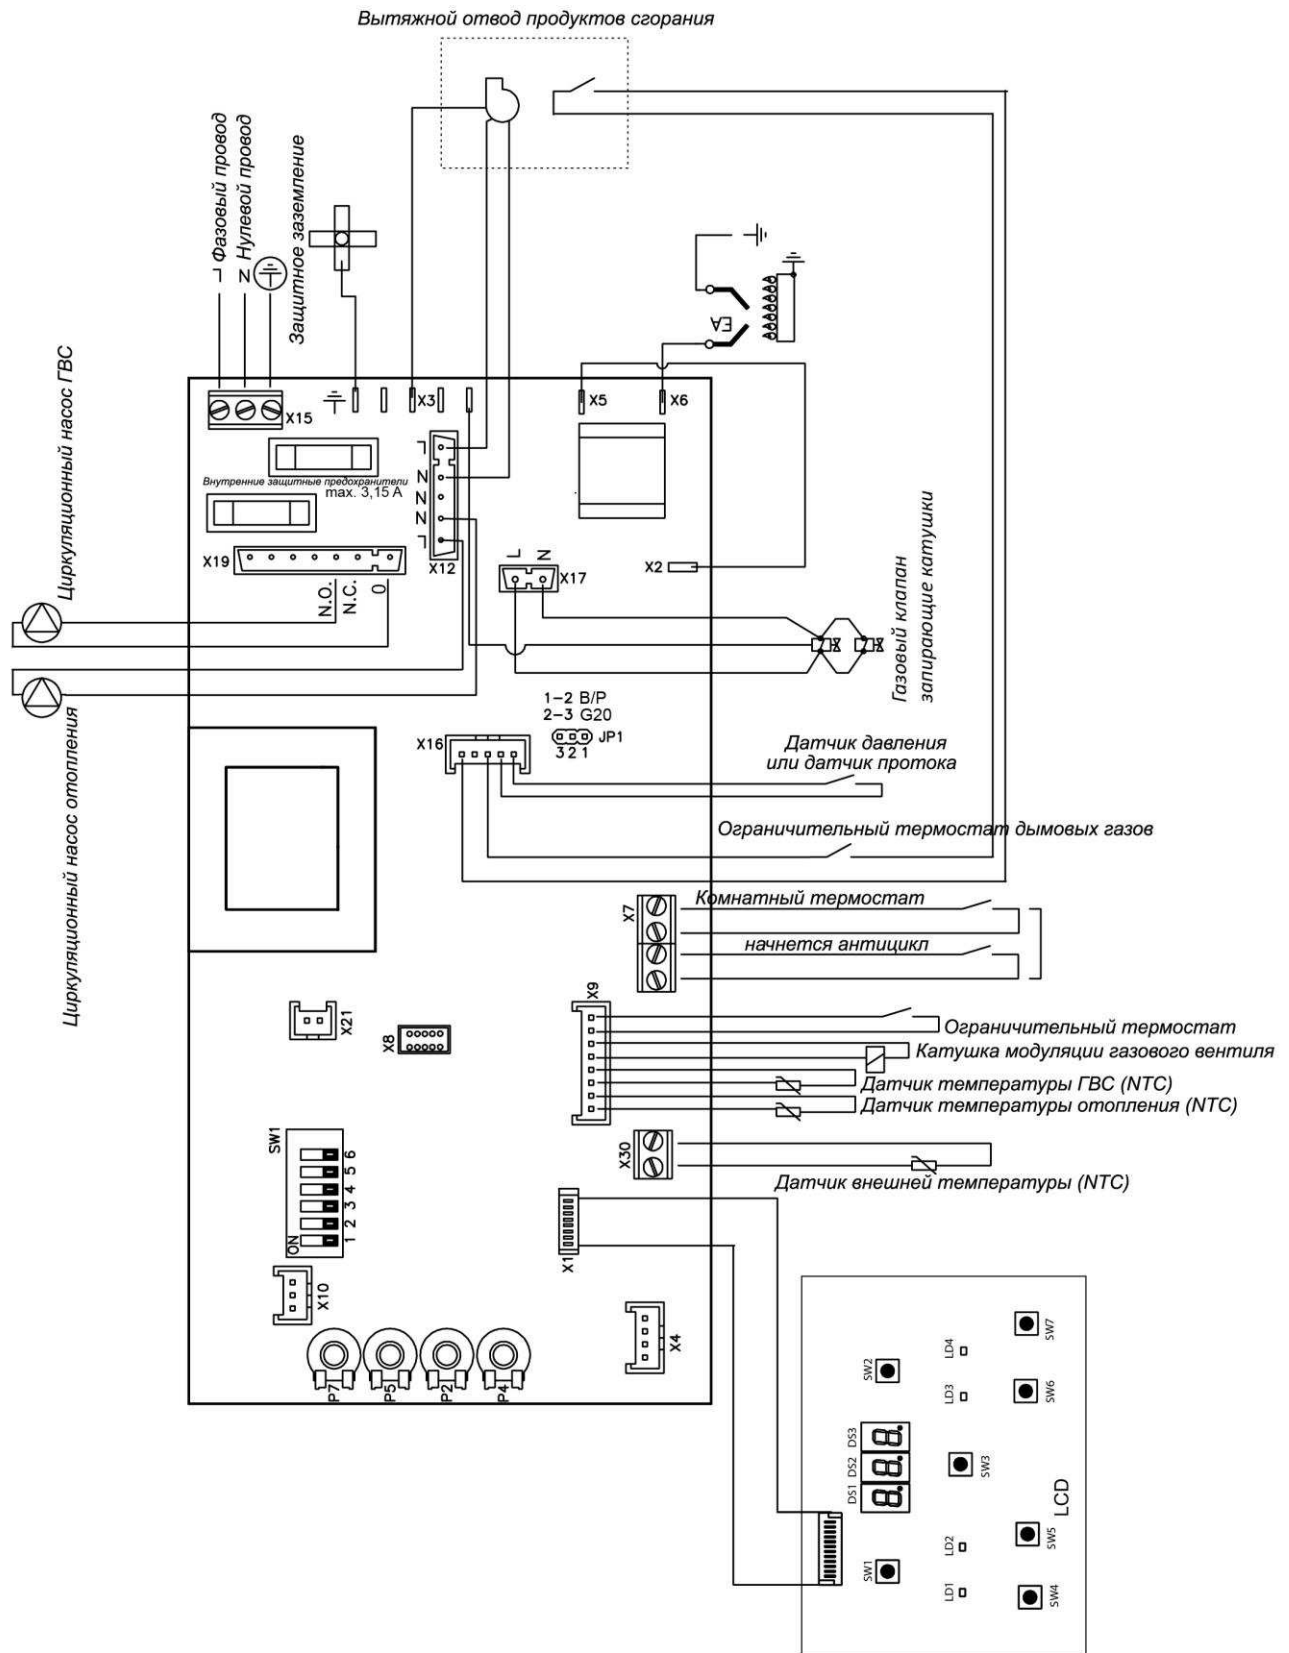 Вытяжной отвод продуктов сгорания
L Фазовый провод
N Нулевой провод
Защитное заземление
EA
Циркуляционный насос ГВС
X15
X3
X5
X6
L
N
N
N
L
Внутренние защитные предохранители
max. 3,15 A
X19
X12
L
N
X17
X2
N.O.
N.C.
0
Газовый клапан
запирающие катушки
Циркуляционный насос отопления
1-2 B/P
2-3 G20
JP1
3 2 1
X16
Датчик давления
или датчик протока
Ограничительный термостат дымовых газов
X7
Комнатный термостат
начнется антицикл
X9
X21
X8
Ограничительный термостат
Катушка модуляции газового вентиля
Датчик температуры ГВС (NTC)
Датчик температуры отопления (NTC)
X30
Датчик внешней температуры (NTC)
SW1
ON
1 2 3 4 5 6
X1
X10
X4
P7
P5
P2
P4
SW7
SW2
LD4
LD3
SW6
DS1 DS2 DS3
8. 8. 8.
SW3
LCD
SW1
LD2
SW5
LD1
SW4